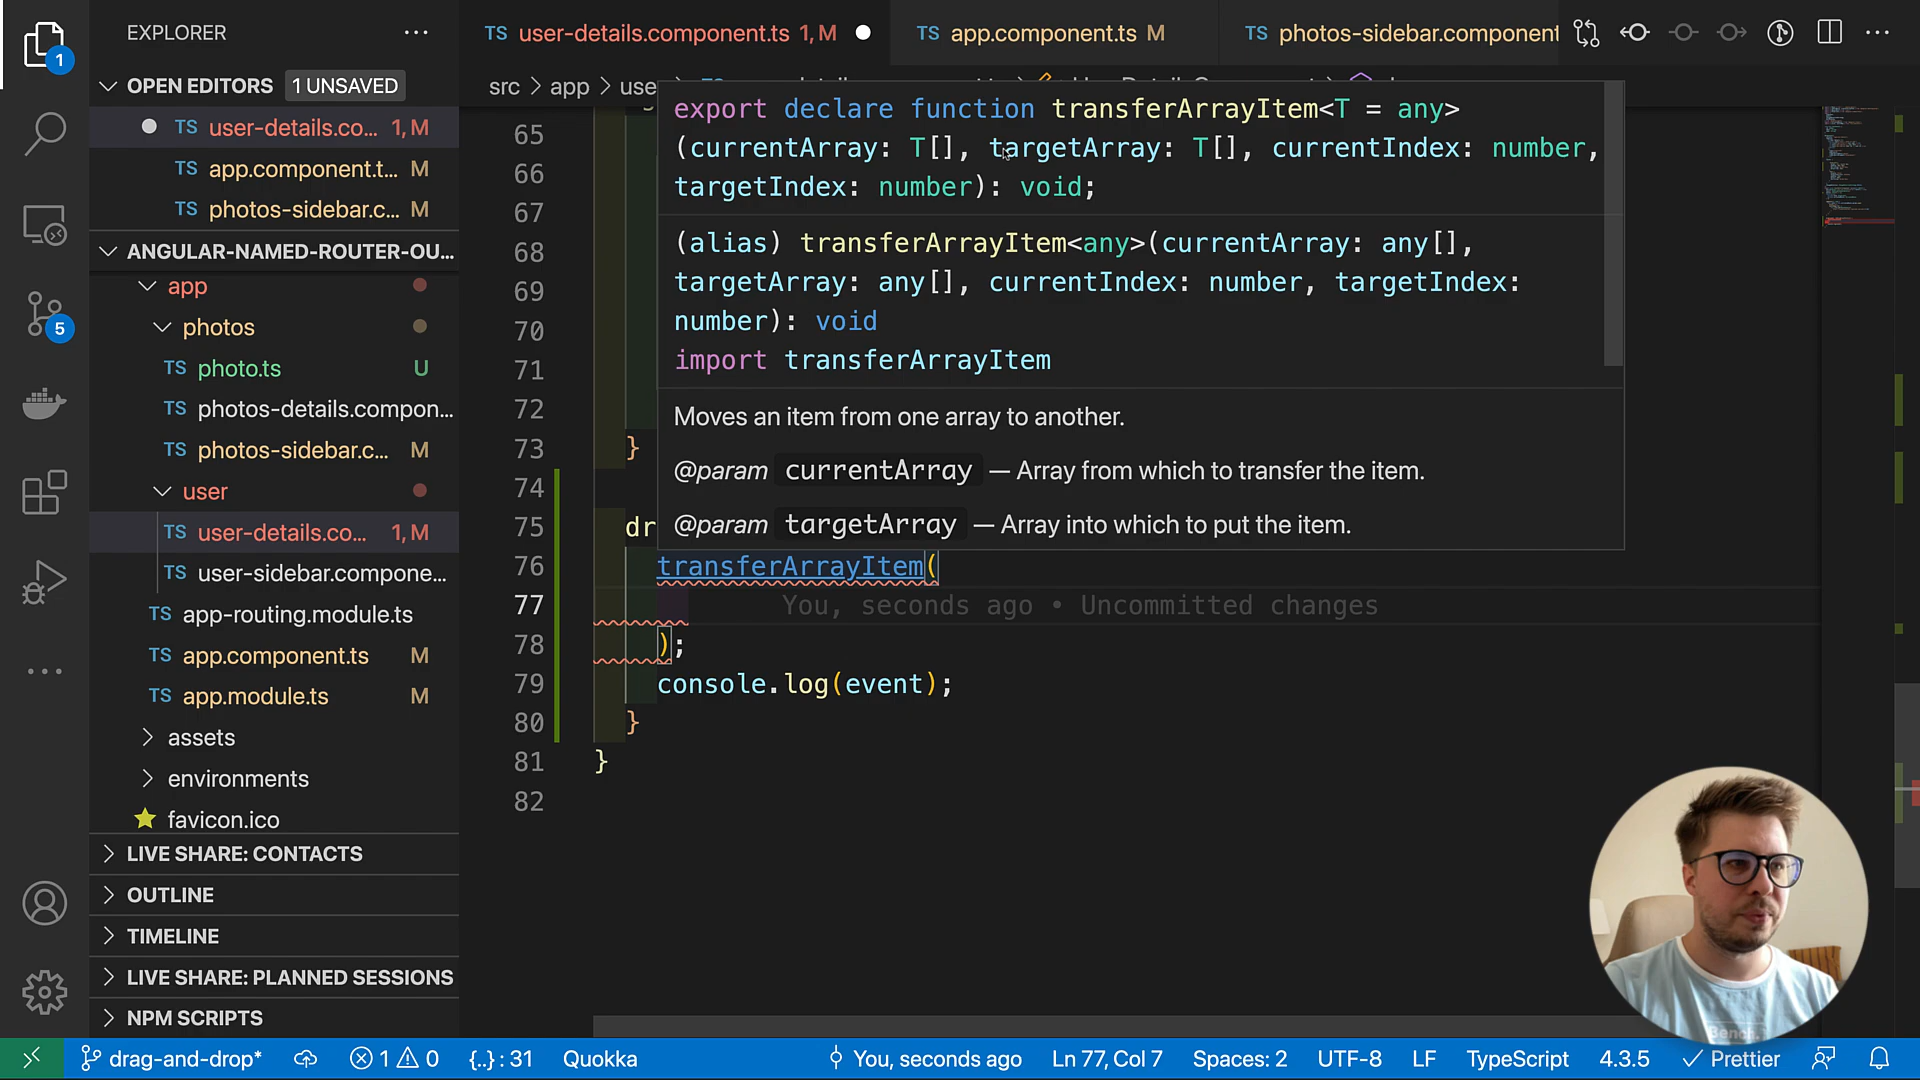 EXPLORER
OPEN EDITORS 1 UNSAVED
TS user-details.co... 1, M
TS app.component.t... M
TS photos-sidebar.c... M
ANGULAR-NAMED-ROUTER-OU...
app
photos
TS photo.ts U
TS photos-details.compon...
TS photos-sidebar.c... M
user
TS user-details.co... 1, M
TS user-sidebar.compone...
TS app-routing.module.ts
TS app.component.ts M
TS app.module.ts M
assets
environments
favicon.ico
LIVE SHARE: CONTACTS
OUTLINE
TIMELINE
LIVE SHARE: PLANNED SESSIONS
NPM SCRIPTS
1
5
TS user-details.component.ts 1, M
TS app.component.ts M
TS photos-sidebar.component
src > app > use
export declare function transferArrayItem<T = any>
(currentArray: T[], targetArray: T[], currentIndex: number,
targetIndex: number): void;
(alias) transferArrayItem<any>(currentArray: any[],
targetArray: any[], currentIndex: number, targetIndex:
number): void
import transferArrayItem
Moves an item from one array to another.
@param currentArray — Array from which to transfer the item.
@param targetArray — Array into which to put the item.
65
66
67
68
69
70
71
72
73 }
74
75 dr
76 transferArrayItem(
77 You, seconds ago • Uncommitted changes
78 );
79 console.log(event);
80 }
81 }
82
drag-and-drop* 1 0 {..} : 31 Quokka You, seconds ago Ln 77, Col 7 Spaces: 2 UTF-8 LF TypeScript 4.3.5 Prettier